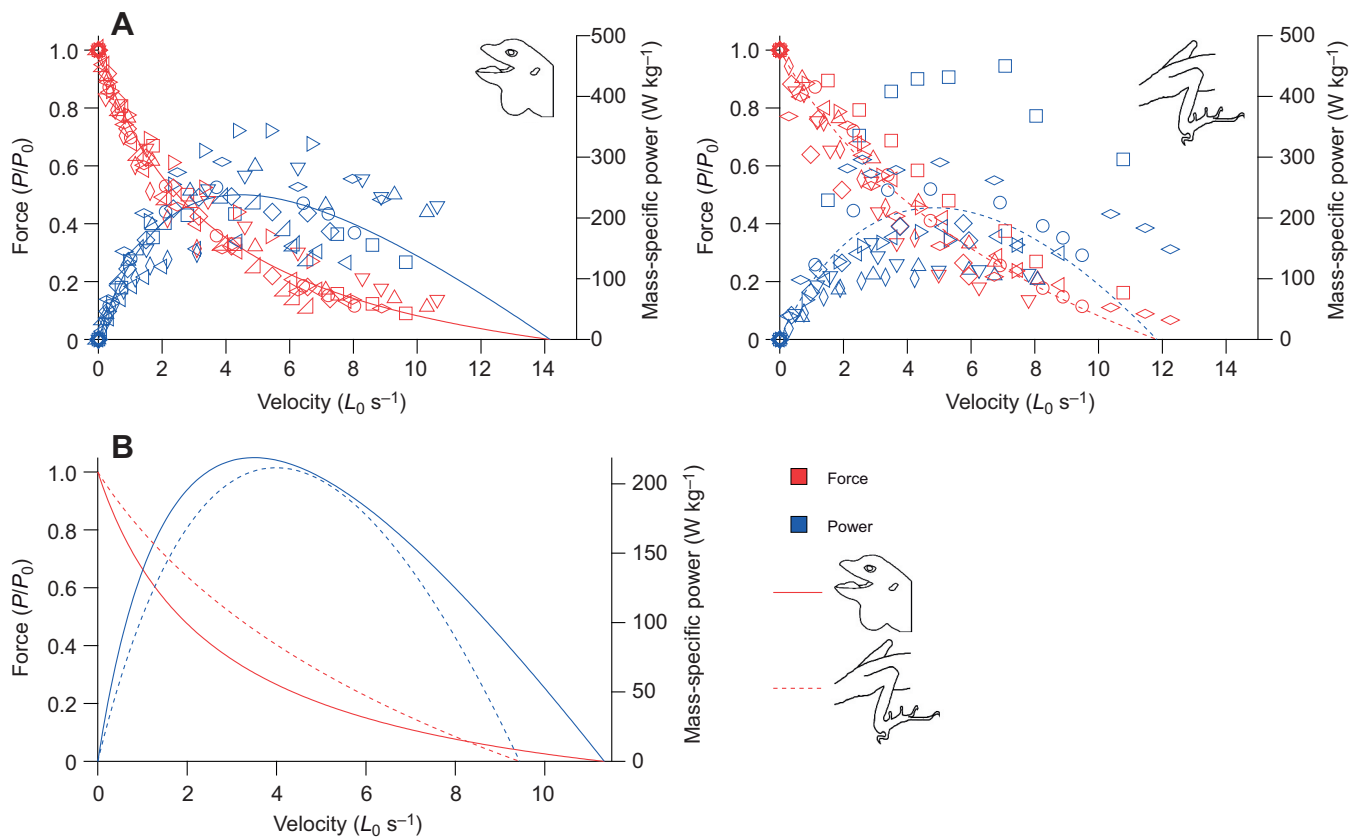 A
1.0
0.8
0.6
0.4
0.2
0
Force (P/P0)
500
400
300
200
100
0
Mass-specific power (W kg–1)
0 2 4 6 8 10 12 14
Velocity (L0 s–1)
1.0
0.8
0.6
0.4
0.2
0
Force (P/P0)
500
400
300
200
100
0
Mass-specific power (W kg–1)
0 2 4 6 8 10 12 14
Velocity (L0 s–1)
B
1.0
0.8
0.6
0.4
0.2
0
Force (P/P0)
200
150
100
50
0
Mass-specific power (W kg–1)
0 2 4 6 8 10
Velocity (L0 s–1)
Force
Power